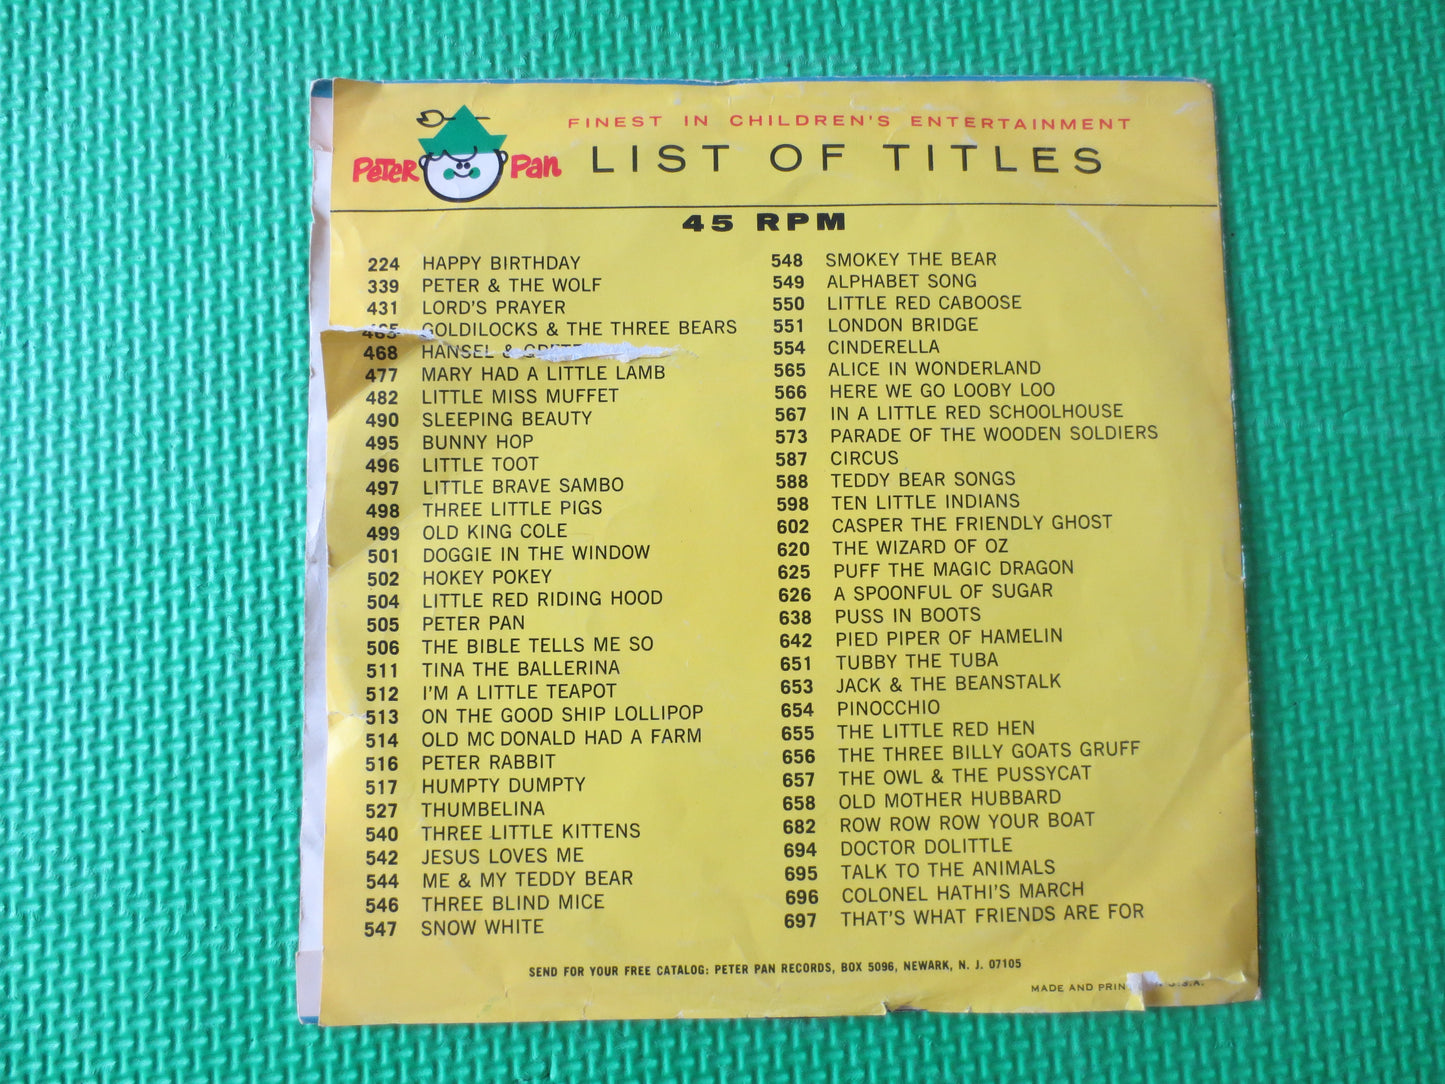 Peter Pan
FINEST IN CHILDREN'S ENTERTAINMENT
LIST OF TITLES
45 RPM
224 HAPPY BIRTHDAY
339 PETER & THE WOLF
431 LORD'S PRAYER
465 GOLDILOCKS & THE THREE BEARS
468 HANSEL &
477 MARY HAD A LITTLE LAMB
482 LITTLE MISS MUFFET
490 SLEEPING BEAUTY
495 BUNNY HOP
496 LITTLE TOOT
497 LITTLE BRAVE SAMBO
498 THREE LITTLE PIGS
499 OLD KING COLE
501 DOGGIE IN THE WINDOW
502 HOKEY POKEY
504 LITTLE RED RIDING HOOD
505 PETER PAN
506 THE BIBLE TELLS ME SO
511 TINA THE BALLERINA
512 I'M A LITTLE TEAPOT
513 ON THE GOOD SHIP LOLLIPOP
514 OLD MC DONALD HAD A FARM
516 PETER RABBIT
517 HUMPTY DUMPTY
527 THUMBELINA
540 THREE LITTLE KITTENS
542 JESUS LOVES ME
544 ME & MY TEDDY BEAR
546 THREE BLIND MICE
547 SNOW WHITE
548 SMOKEY THE BEAR
549 ALPHABET SONG
550 LITTLE RED CABOOSE
551 LONDON BRIDGE
554 CINDERELLA
565 ALICE IN WONDERLAND
566 HERE WE GO LOOBY LOO
567 IN A LITTLE RED SCHOOLHOUSE
573 PARADE OF THE WOODEN SOLDIERS
587 CIRCUS
588 TEDDY BEAR SONGS
598 TEN LITTLE INDIANS
602 CASPER THE FRIENDLY GHOST
620 THE WIZARD OF OZ
625 PUFF THE MAGIC DRAGON
626 A SPOONFUL OF SUGAR
638 PUSS IN BOOTS
642 PIED PIPER OF HAMELIN
651 TUBBY THE TUBA
653 JACK & THE BEANSTALK
654 PINOCCHIO
655 THE LITTLE RED HEN
656 THE THREE BILLY GOATS GRUFF
657 THE OWL & THE PUSSYCAT
658 OLD MOTHER HUBBARD
682 ROW ROW ROW YOUR BOAT
694 DOCTOR DOLITTLE
695 TALK TO THE ANIMALS
696 COLONEL HATHI'S MARCH
697 THAT'S WHAT FRIENDS ARE FOR
SEND FOR YOUR FREE CATALOG: PETER PAN RECORDS, BOX 5096, NEWARK, N. J. 07105
MADE AND U.S.A.